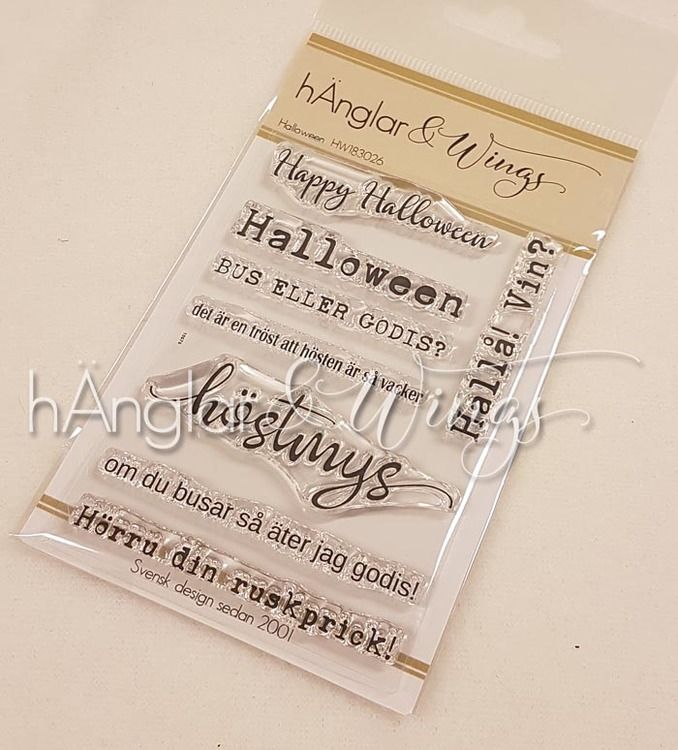 hÄnglar & Wings
Halloween HW183026
Happy Halloween
Halloween
BUS ELLER GODIS?
det är en tröst att hösten är så vacker
höstmys
om du busar så äter jag godis!
Hörru din ruskprick!
Hallå! Vin?
Svensk design sedan 2001
hÄnglar & Wings